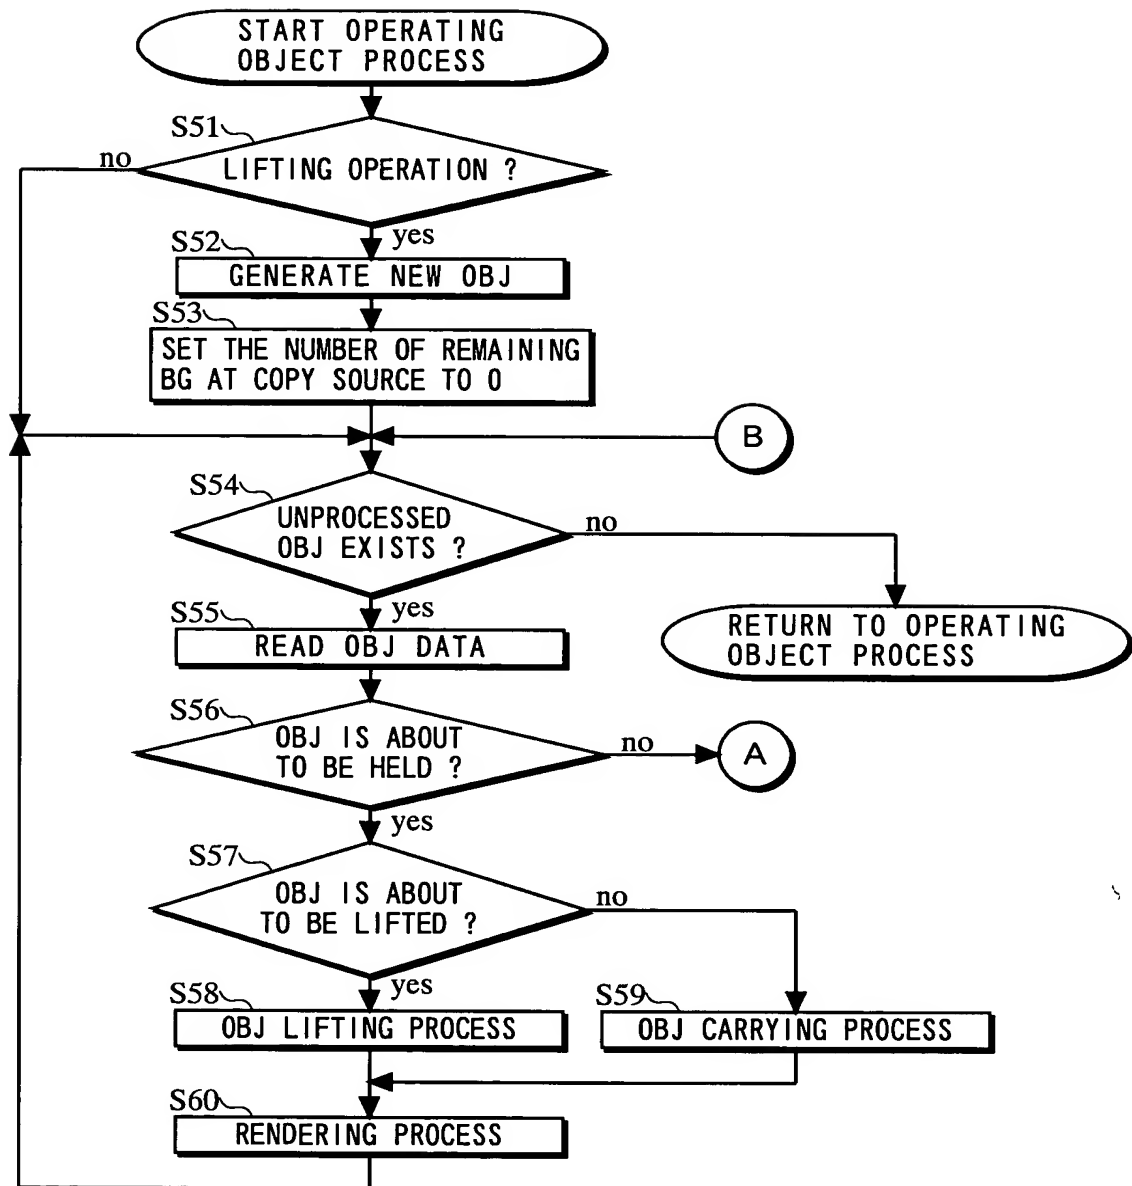 START OPERATING
OBJECT PROCESS
S51
no
LIFTING OPERATION ?
yes
S52
GENERATE NEW OBJ
S53
SET THE NUMBER OF REMAINING
BG AT COPY SOURCE TO 0
B
S54
UNPROCESSED
OBJ EXISTS ?
no
yes
S55
READ OBJ DATA
RETURN TO OPERATING
OBJECT PROCESS
S56
OBJ IS ABOUT
TO BE HELD ?
no
A
yes
S57
OBJ IS ABOUT
TO BE LIFTED ?
no
yes
S58
OBJ LIFTING PROCESS
S59
OBJ CARRYING PROCESS
S60
RENDERING PROCESS